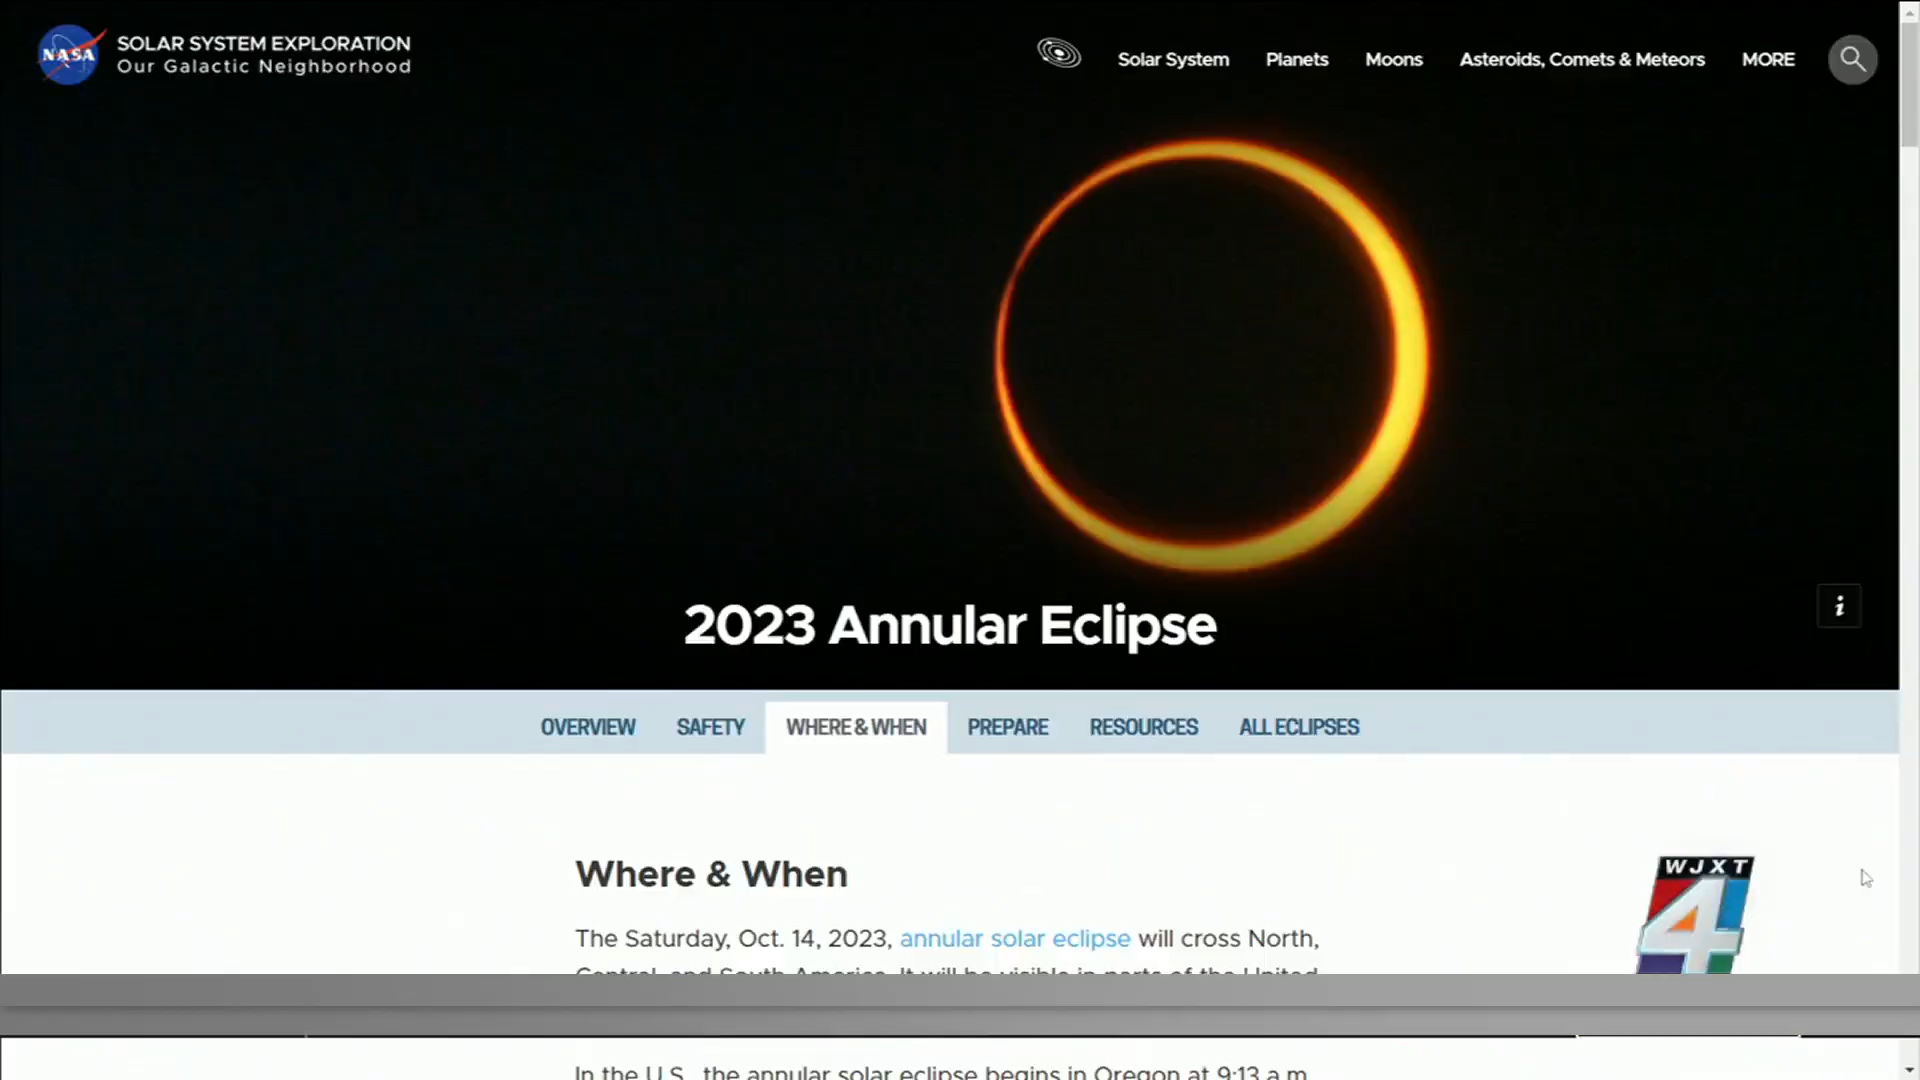 NASA
SOLAR SYSTEM EXPLORATION
Our Galactic Neighborhood
Solar System
Planets
Moons
Asteroids, Comets & Meteors
MORE
2023 Annular Eclipse
i
OVERVIEW
SAFETY
WHERE & WHEN
PREPARE
RESOURCES
ALL ECLIPSES
Where & When
The Saturday, Oct. 14, 2023, annular solar eclipse will cross North,
Central, and South America. It will be visible in parts of the United
WJXT
4
In the U.S., the annular solar eclipse begins in Oregon at 9:13 a.m.